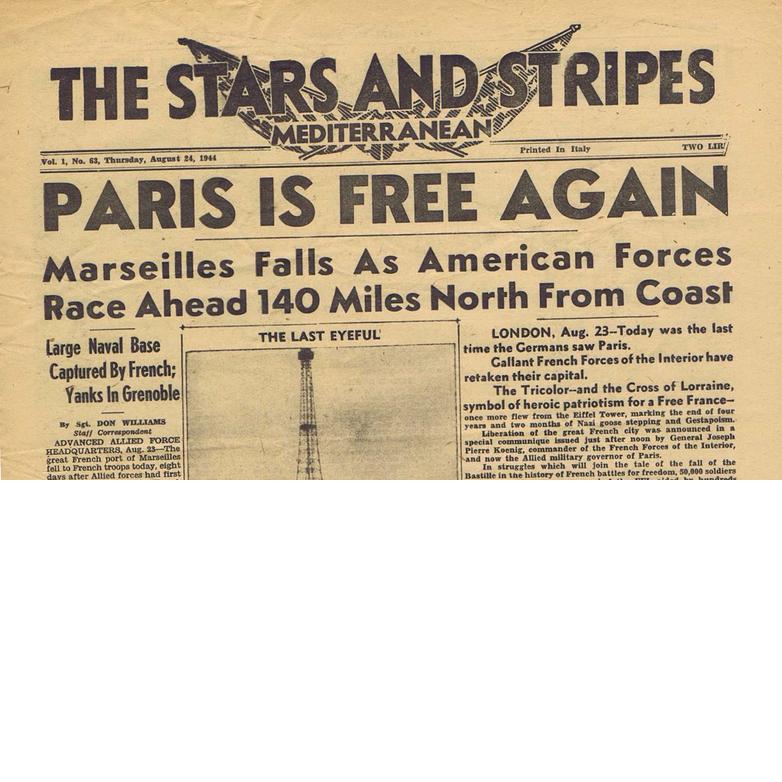 THE STARS AND STRIPES
MEDITERRANEAN
Vol. 1, No. 63, Thursday, August 24, 1944
Printed In Italy
TWO LIR
PARIS IS FREE AGAIN
Marseilles Falls As American Forces
Race Ahead 140 Miles North From Coast
Large Naval Base
Captured By French;
Yanks In Grenoble
By Sgt. DON WILLIAMS
Staff Correspondent
ADVANCED ALLIED FORCE
HEADQUARTERS, Aug. 23—The
great French port of Marseilles
fell to French troops today, eight
days after Allied forces had first
THE LAST EYEFUL
LONDON, Aug. 23--Today was the last
time the Germans saw Paris.
Gallant French Forces of the Interior have
retaken their capital.
The Tricolor--and the Cross of Lorraine,
symbol of heroic patriotism for a Free France--
once more flew from the Eiffel Tower, marking the end of four
years and two months of Nazi goose stepping and Gestapoism.
Liberation of the great French city was announced in a
special communique issued just after noon by General Joseph
Pierre Koenig, commander of the French Forces of the Interior,
and now the Allied military governor of Paris.
In struggles which will join the tale of the fall of the
Bastille in the history of French battles for freedom, 50,000 soldiers